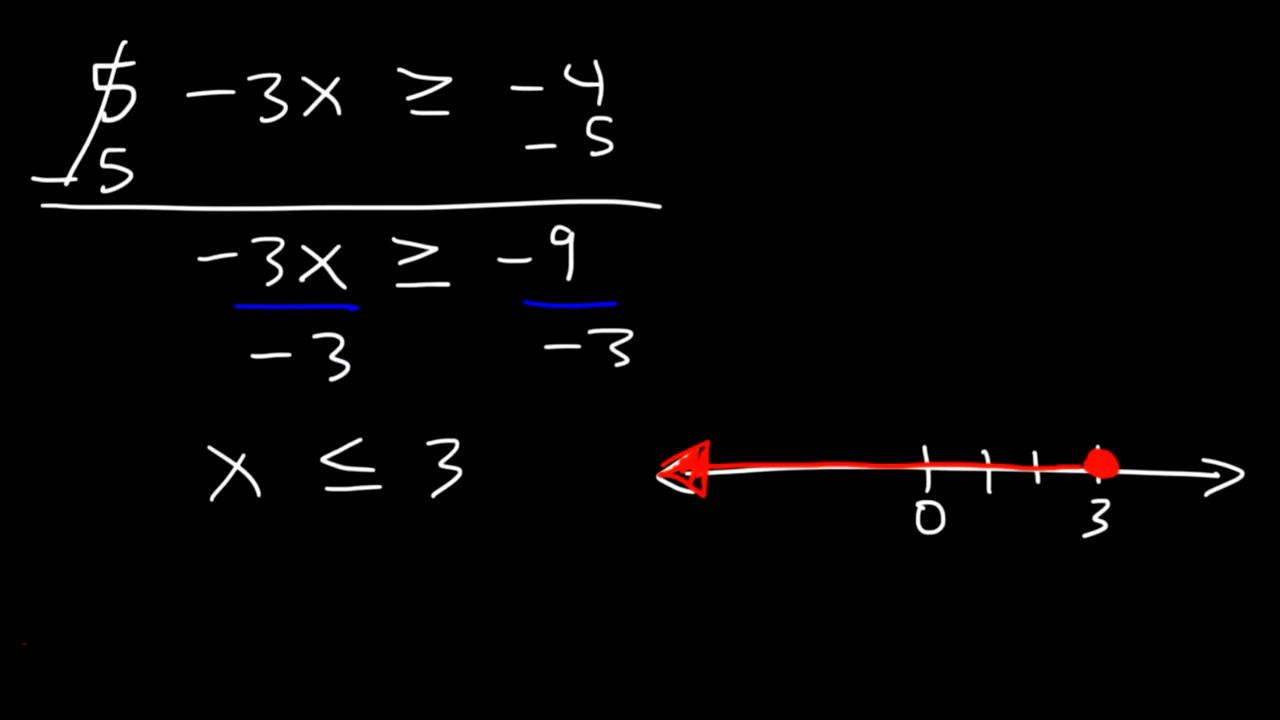 5 - 3x ≥ - 4
- 5 - 5
- 3x ≥ - 9
- 3 - 3
x ≤ 3
0 3